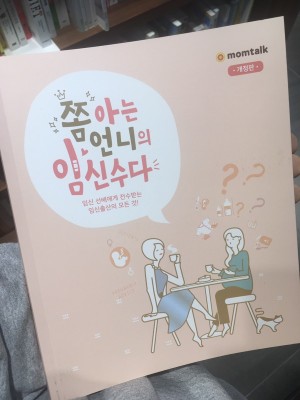 momtalk
개정판
쫌 아는
언니의
임신수다
임신 선배에게 전수받는
임신출산의 모든 것!
? ? ?